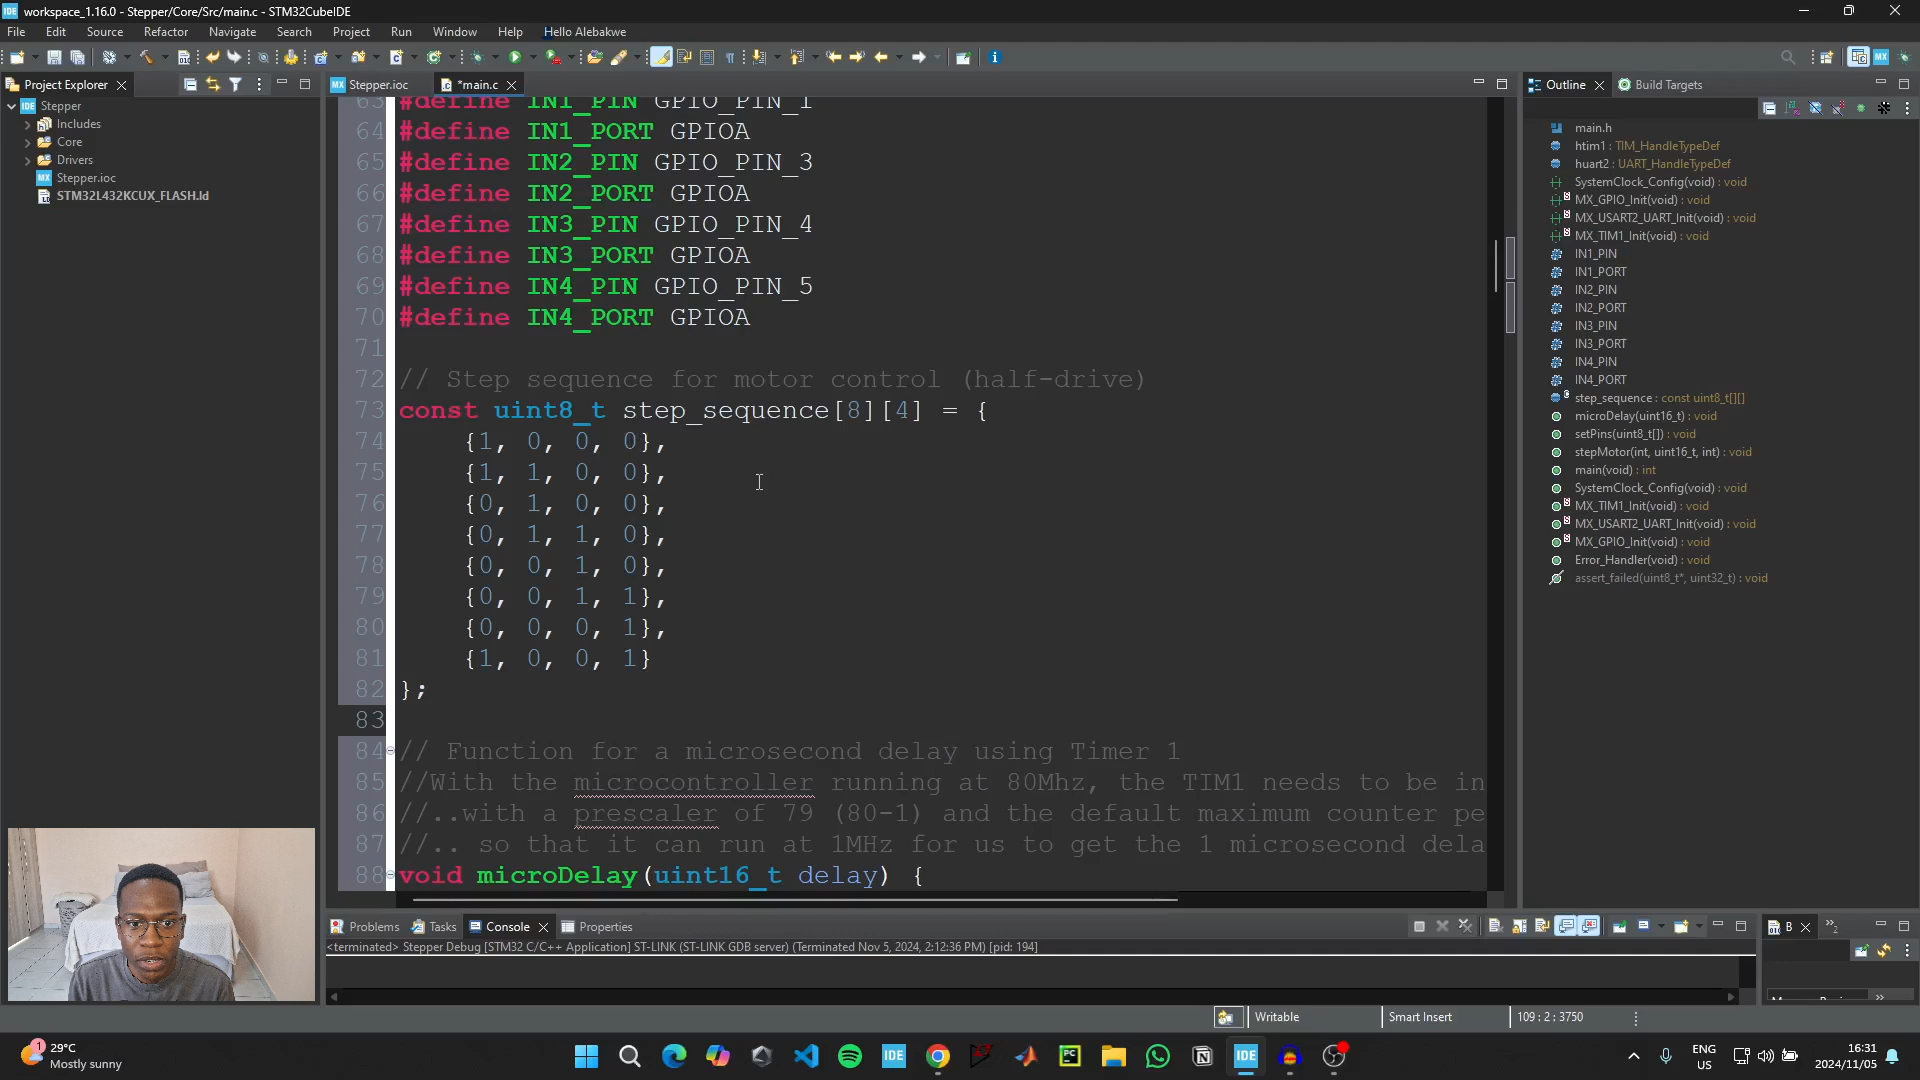 workspace_1.16.0 - Stepper/Core/Src/main.c - STM32CubeIDE
File Edit Source Refactor Navigate Search Project Run Window Help Hello Alebakwe
Project Explorer
Stepper.ioc
*main.c
Outline
Build Targets
Stepper
Includes
Core
Drivers
Stepper.ioc
STM32L432KCUX_FLASH.ld
63 #define IN1_PIN GPIO_PIN_1
64 #define IN1_PORT GPIOA
65 #define IN2_PIN GPIO_PIN_3
66 #define IN2_PORT GPIOA
67 #define IN3_PIN GPIO_PIN_4
68 #define IN3_PORT GPIOA
69 #define IN4_PIN GPIO_PIN_5
70 #define IN4_PORT GPIOA
71
72 // Step sequence for motor control (half-drive)
73 const uint8_t step_sequence[8][4] = {
74 {1, 0, 0, 0},
75 {1, 1, 0, 0},
76 {0, 1, 0, 0},
77 {0, 1, 1, 0},
78 {0, 0, 1, 0},
79 {0, 0, 1, 1},
80 {0, 0, 0, 1},
81 {1, 0, 0, 1}
82 };
83
84 // Function for a microsecond delay using Timer 1
85 //With the microcontroller running at 80Mhz, the TIM1 needs to be in
86 //..with a prescaler of 79 (80-1) and the default maximum counter pe
87 //.. so that it can run at 1MHz for us to get the 1 microsecond dela
88 void microDelay(uint16_t delay) {
main.h
htim1 : TIM_HandleTypeDef
huart2 : UART_HandleTypeDef
SystemClock_Config(void) : void
MX_GPIO_Init(void) : void
MX_USART2_UART_Init(void) : void
MX_TIM1_Init(void) : void
IN1_PIN
IN1_PORT
IN2_PIN
IN2_PORT
IN3_PIN
IN3_PORT
IN4_PIN
IN4_PORT
step_sequence : const uint8_t[][]
microDelay(uint16_t) : void
setPins(uint8_t[]) : void
stepMotor(int, uint16_t, int) : void
main(void) : int
SystemClock_Config(void) : void
MX_TIM1_Init(void) : void
MX_USART2_UART_Init(void) : void
MX_GPIO_Init(void) : void
Error_Handler(void) : void
assert_failed(uint8_t*, uint32_t) : void
Problems Tasks Console Properties
B
<terminated> Stepper Debug [STM32 C/C++ Application] ST-LINK (ST-LINK GDB server) (Terminated Nov 5, 2024, 2:12:36 PM) [pid: 194]
Writable
Smart Insert
109 : 2 : 3750
29°C
Mostly sunny
ENG
US
16:31
2024/11/05